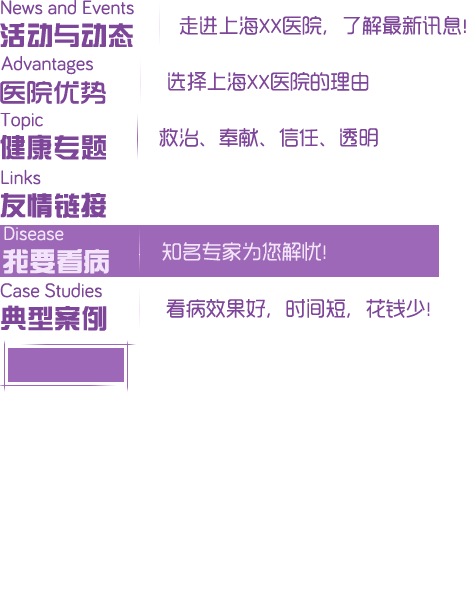 News and Events
活动与动态
走进上海XX医院，了解最新讯息!
Advantages
医院优势
选择上海XX医院的理由
Topic
健康专题
救治、奉献、信任、透明
Links
友情链接
Disease
我要看病
知名专家为您解忧!
Case Studies
典型案例
看病效果好，时间短，花钱少!